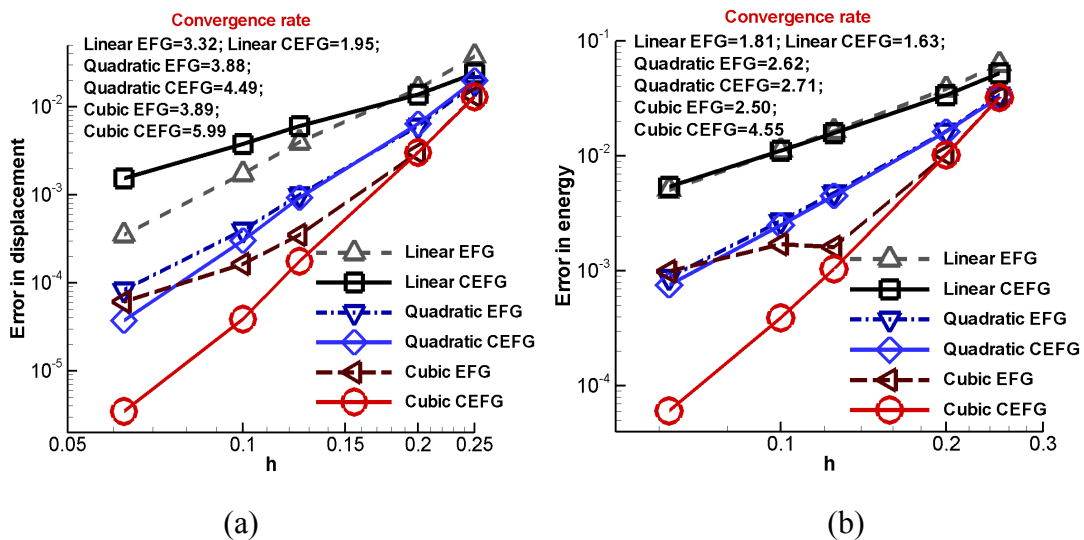 Convergence rate
Linear EFG=3.32; Linear CEFG=1.95;
Quadratic EFG=3.88;
Quadratic CEFG=4.49;
Cubic EFG=3.89;
Cubic CEFG=5.99
Error in displacement
10^-2
10^-3
10^-4
10^-5
Linear EFG
Linear CEFG
Quadratic EFG
Quadratic CEFG
Cubic EFG
Cubic CEFG
0.05 0.1 0.15 0.2 0.25
h
(a)
Convergence rate
Linear EFG=1.81; Linear CEFG=1.63;
Quadratic EFG=2.62;
Quadratic CEFG=2.71;
Cubic EFG=2.50;
Cubic CEFG=4.55
Error in energy
10^-1
10^-2
10^-3
10^-4
Linear EFG
Linear CEFG
Quadratic EFG
Quadratic CEFG
Cubic EFG
Cubic CEFG
0.1 0.2 0.3
h
(b)